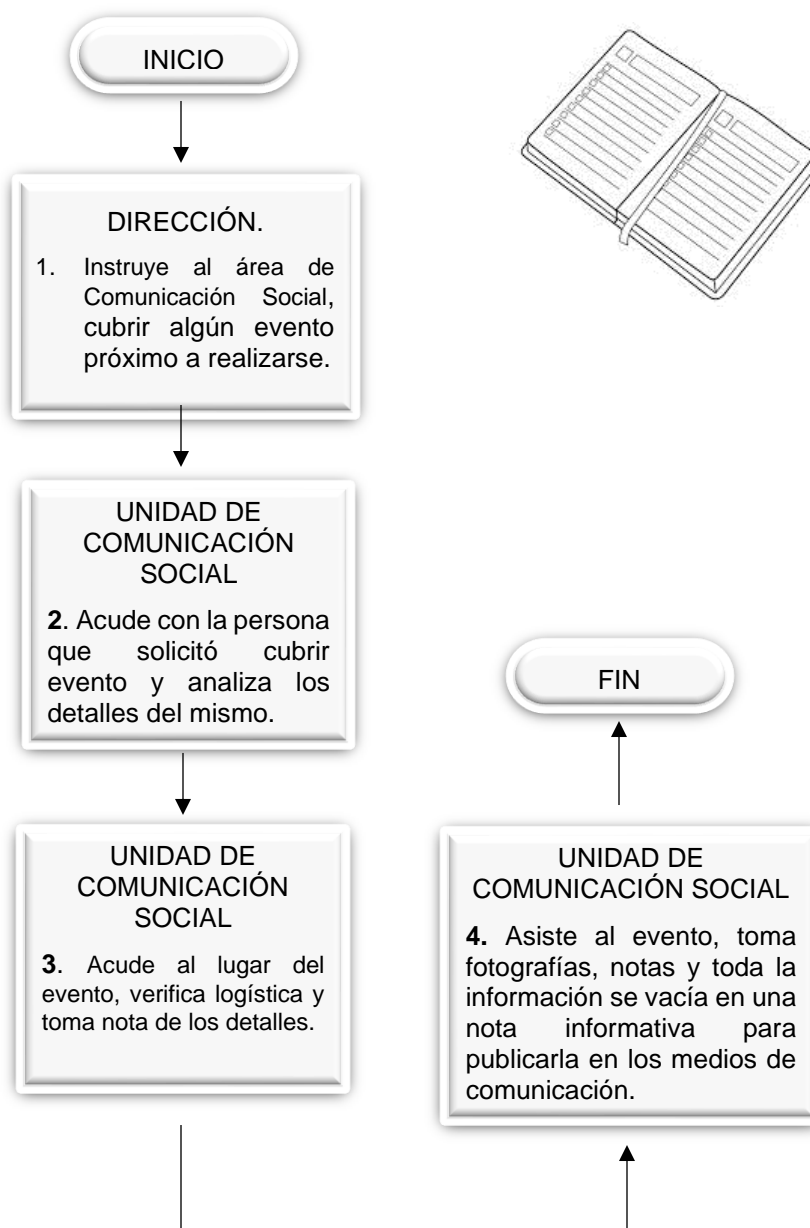 INICIO
DIRECCIÓN.
1. Instruye al área de
Comunicación Social,
cubrir algún evento
próximo a realizarse.
UNIDAD DE
COMUNICACIÓN
SOCIAL
2. Acude con la persona
que solicitó cubrir
evento y analiza los
detalles del mismo.
UNIDAD DE
COMUNICACIÓN
SOCIAL
3. Acude al lugar del
evento, verifica logística y
toma nota de los detalles.
UNIDAD DE
COMUNICACIÓN SOCIAL
4. Asiste al evento, toma
fotografías, notas y toda la
información se vacía en una
nota informativa para
publicarla en los medios de
comunicación.
FIN